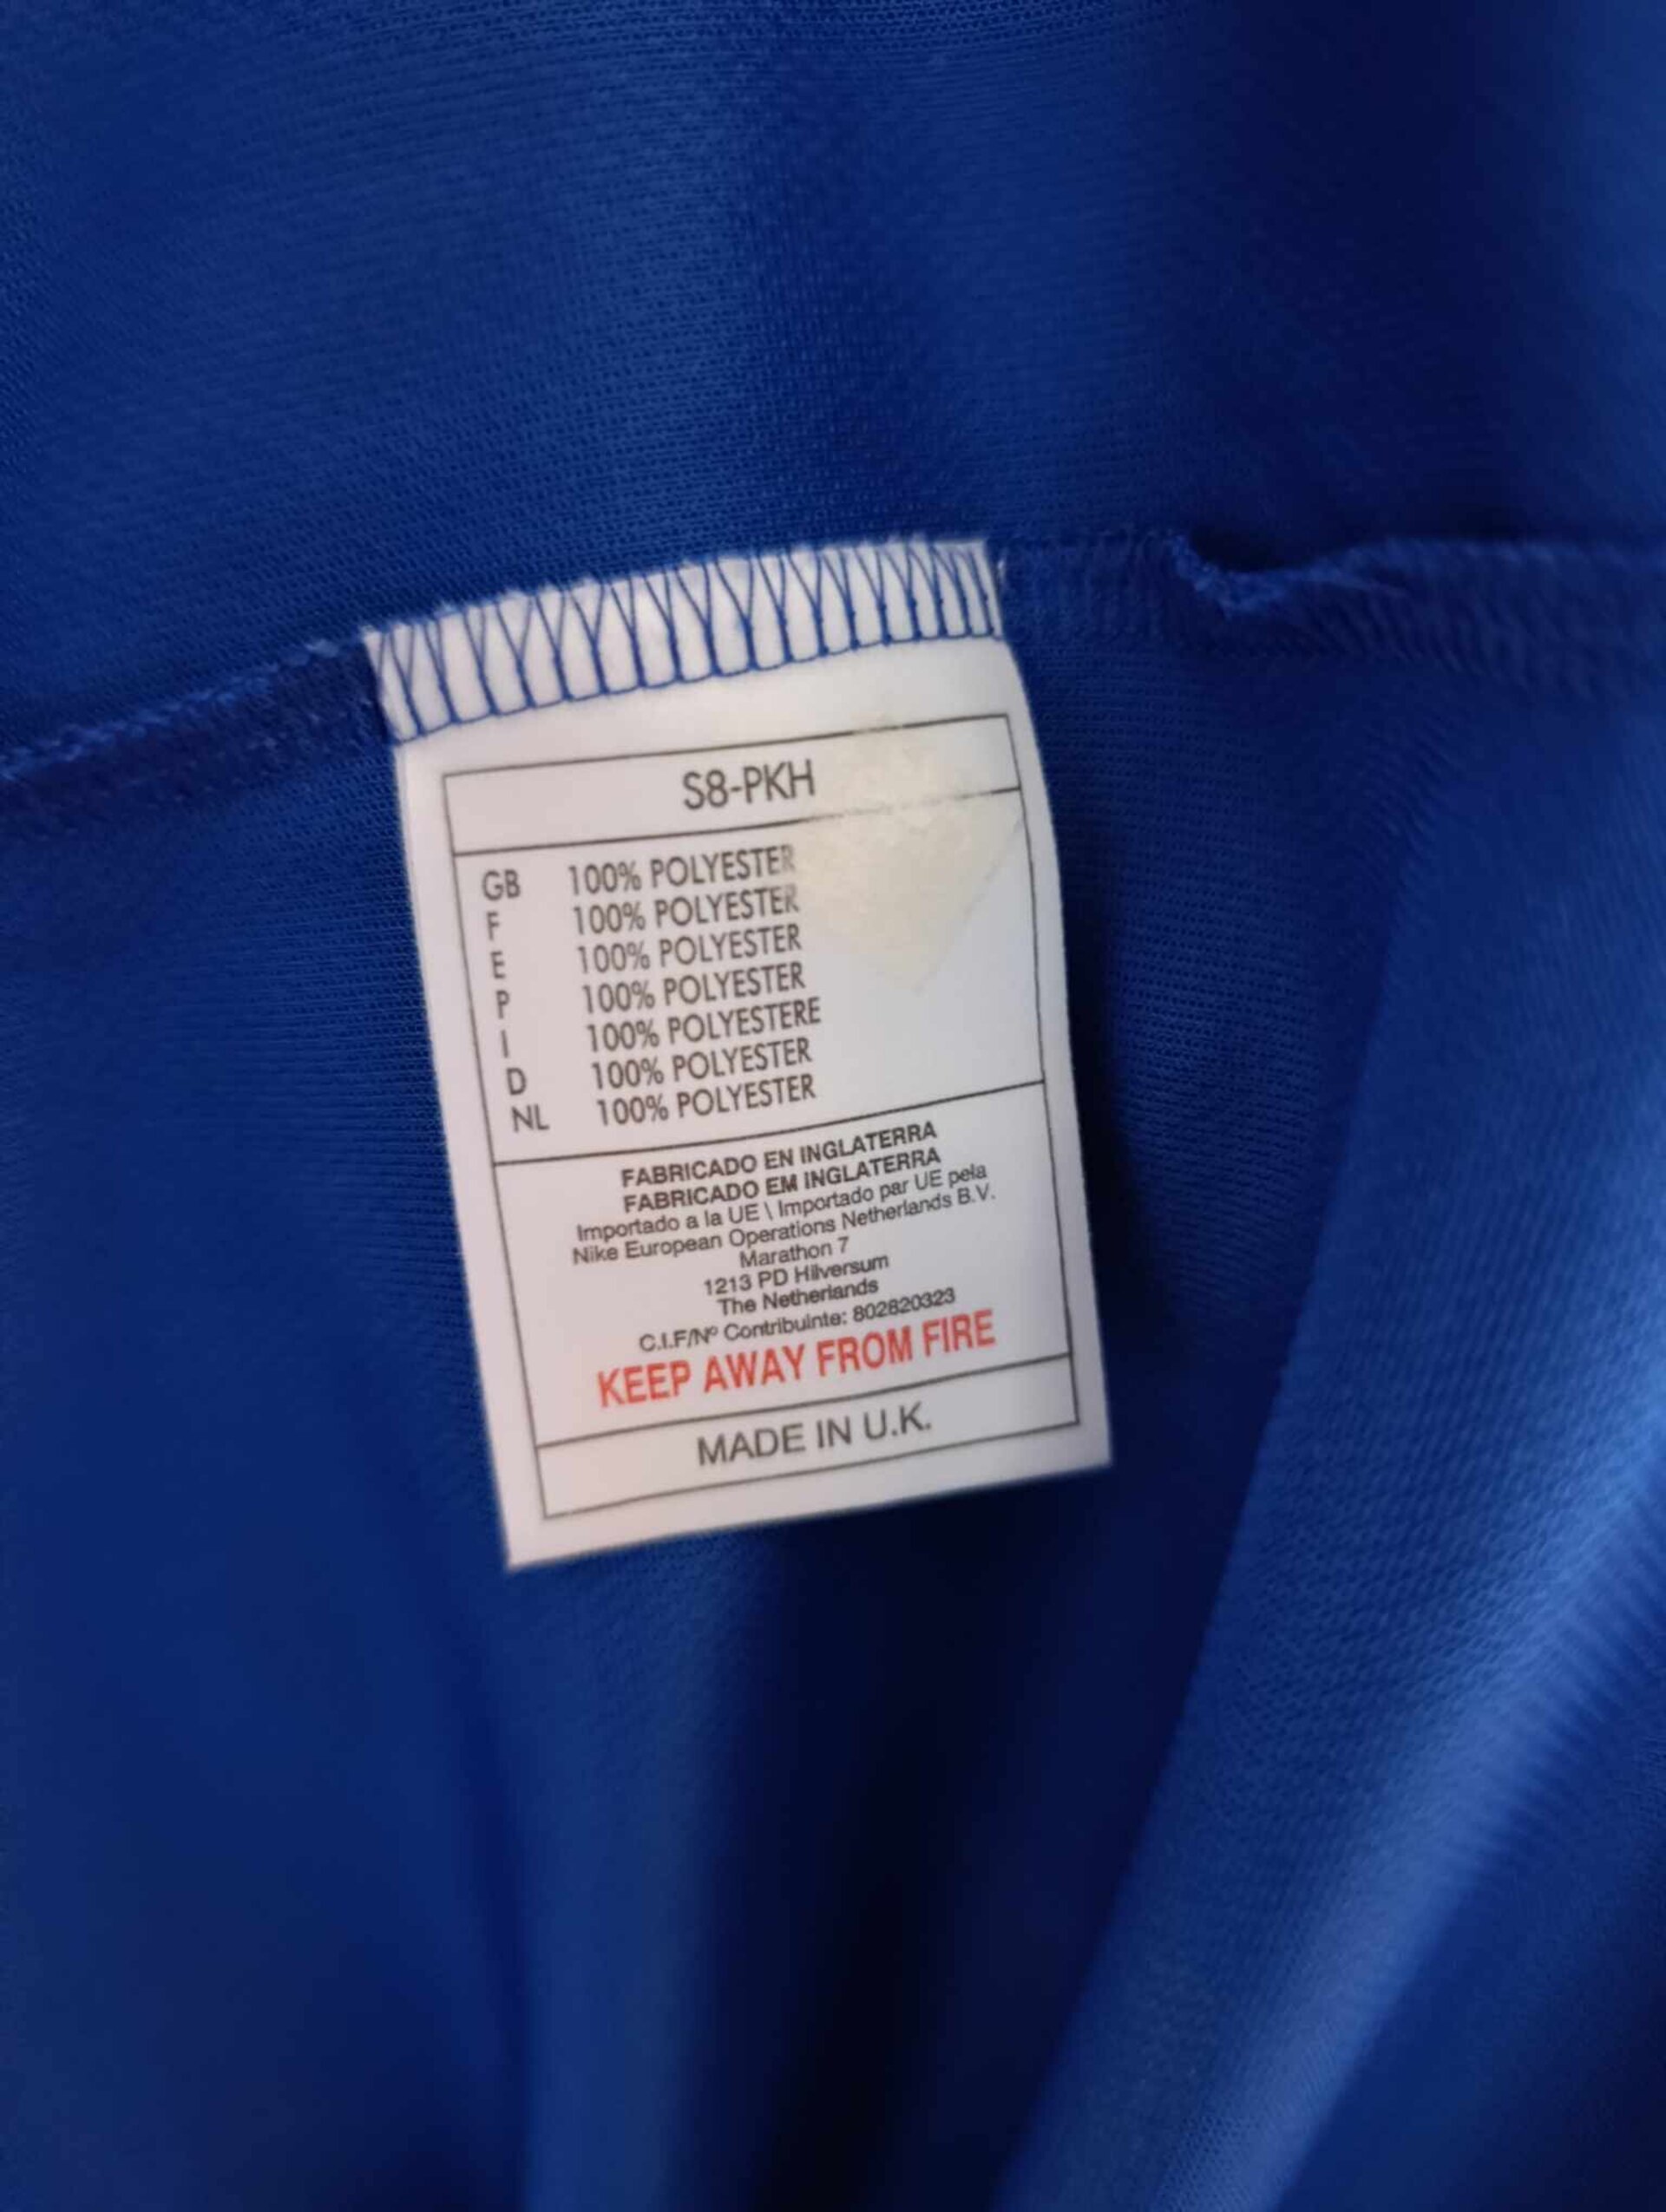 S8-PKH
GB 100% POLYESTER
F 100% POLYESTER
E 100% POLYESTER
P 100% POLYESTER
I 100% POLYESTERE
D 100% POLYESTER
NL 100% POLYESTER
FABRICADO EN INGLATERRA
FABRICADO EM INGLATERRA
Importado a la UE \ Importado par UE pela
Nike European Operations Netherlands B.V.
Marathon 7
1213 PD Hilversum
The Netherlands
C.I.F/Nº Contribuinte: 802820323
KEEP AWAY FROM FIRE
MADE IN U.K.